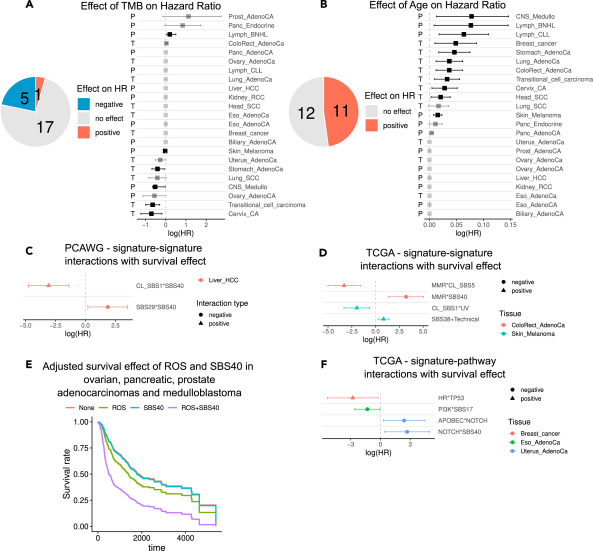 A
Effect of TMB on Hazard Ratio
5
1
17
Effect on HR
negative
no effect
positive
P Prost_AdenoCA
P Panc_Endocrine
P Lymph_BNHL
T ColoRect_AdenoCa
P Panc_AdenoCA
P Ovary_AdenoCa
P Lymph_CLL
T Lung_AdenoCa
P Liver_HCC
P Kidney_RCC
T Head_SCC
T Eso_AdenoCa
P Eso_AdenoCa
T Breast_cancer
P Biliary_AdenoCA
P Skin_Melanoma
T Uterus_AdenoCa
T Stomach_AdenoCa
T Lung_SCC
P CNS_Medullo
T Ovary_AdenoCa
T Transitional_cell_carcinoma
T Cervix_CA
−1 0 1 2
log(HR)
B
Effect of Age on Hazard Ratio
12
11
Effect on HR
no effect
positive
P CNS_Medullo
P Lymph_BNHL
P Lymph_CLL
T Breast_cancer
T Stomach_AdenoCa
T Lung_AdenoCa
T ColoRect_AdenoCa
T Transitional_cell_carcinoma
T Cervix_CA
T Head_SCC
T Lung_SCC
P Skin_Melanoma
P Panc_Endocrine
P Panc_AdenoCA
T Uterus_AdenoCa
P Prost_AdenoCA
T Ovary_AdenoCa
P Ovary_AdenoCa
P Liver_HCC
P Kidney_RCC
T Eso_AdenoCa
P Eso_AdenoCa
P Biliary_AdenoCA
0.00 0.05 0.10 0.15
log(HR)
C
PCAWG - signature-signature
interactions with survival effect
CL_SBS1*SBS40
SBS29*SBS40
−5.0 −2.5 0.0 2.5
log(HR)
Liver_HCC
Interaction type
negative
positive
D
TCGA - signature-signature
interactions with survival effect
MMR*CL_SBS5
MMR*SBS40
CL_SBS1*UV
SBS38+Technical
−5.0 −2.5 0.0 2.5 5.0
log(HR)
negative
positive
Tissue
ColoRect_AdenoCa
Skin_Melanoma
E
Adjusted survival effect of ROS and SBS40 in
ovarian, pancreatic, prostate
adenocarcinomas and medulloblastoma
None ROS SBS40 ROS+SBS40
Survival rate
1.00
0.75
0.50
0.25
0.00
0 2000 4000
time
F
TCGA - signature-pathway
interactions with survival effect
HR*TP53
PI3K*SBS17
APOBEC*NOTCH
NOTCH*SBS40
−3 0 3
log(HR)
negative
positive
Tissue
Breast_cancer
Eso_AdenoCa
Uterus_AdenoCa